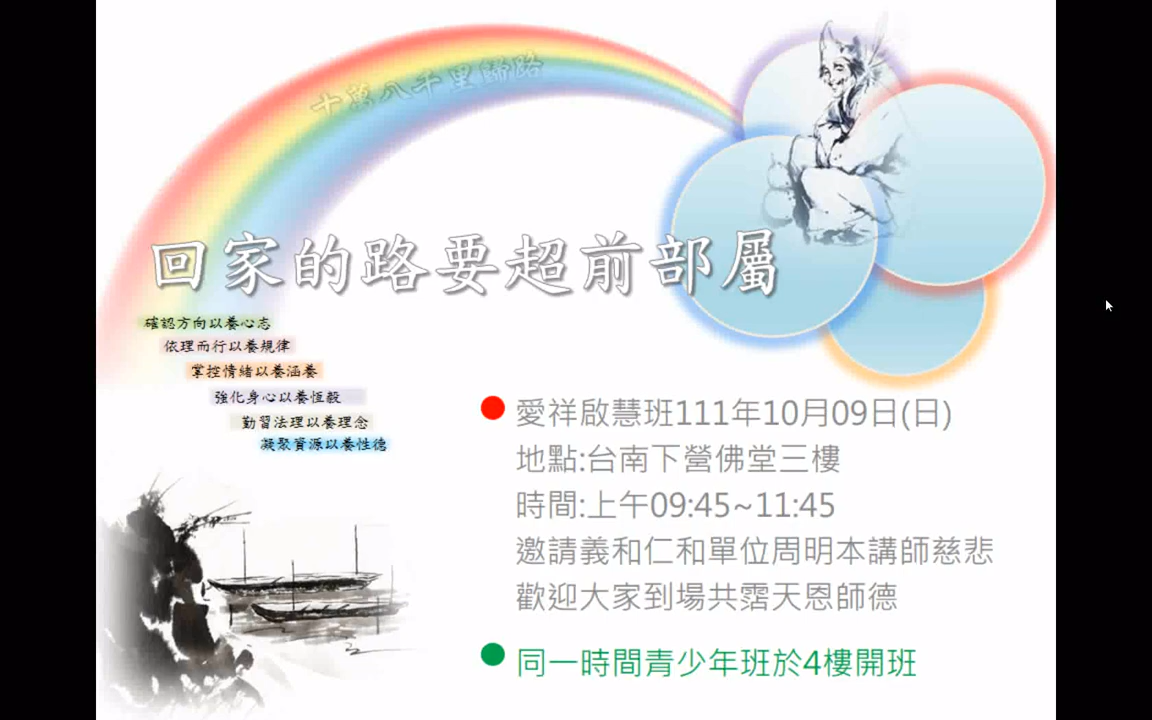 十萬八千里歸路
回家的路要超前部屬
確認方向以養心志
依理而行以養規律
掌控情緒以養涵養
強化身心以養恆毅
勤習法理以養理念
凝聚資源以養性德
愛祥啟慧班111年10月09日(日)
地點:台南下營佛堂三樓
時間:上午09:45~11:45
邀請義和仁和單位周明本講師慈悲
歡迎大家到場共霑天恩師德
同一時間青少年班於4樓開班